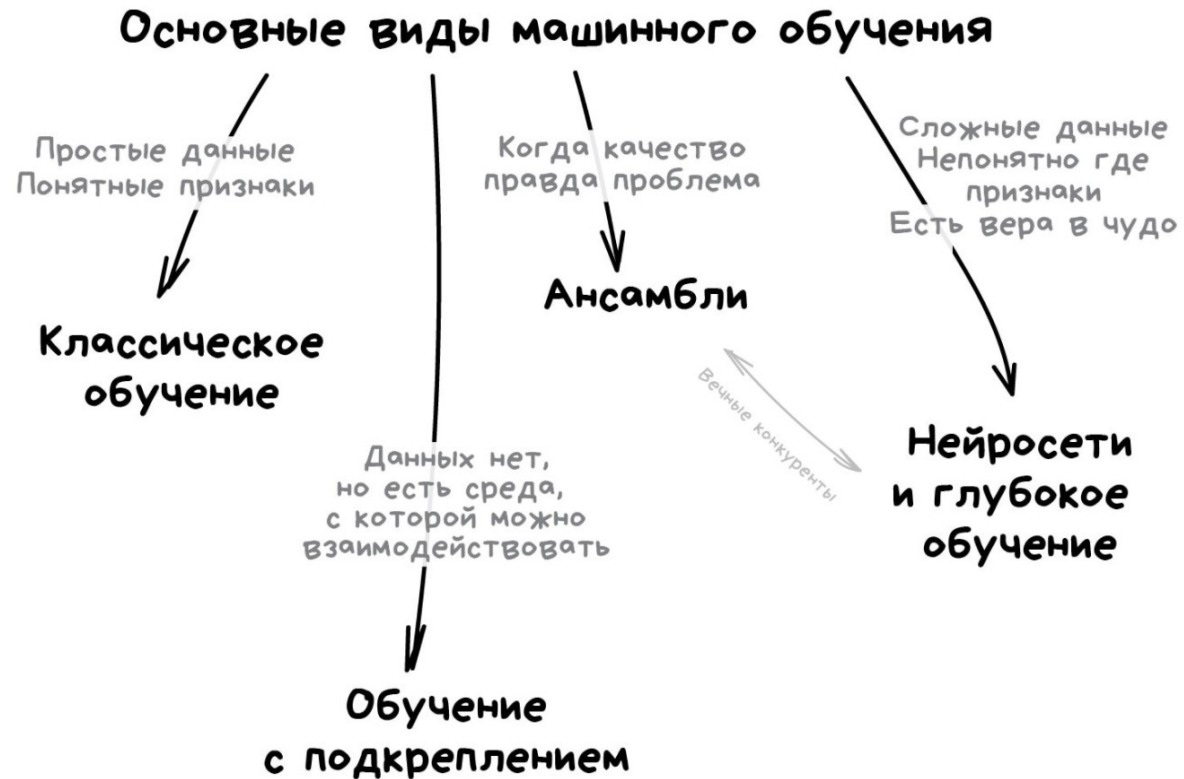 Основные виды машинного обучения
Простые данные
Понятные признаки
Классическое
обучение
Данных нет,
но есть среда,
с которой можно
взаимодействовать
Обучение
с подкреплением
Когда качество
правда проблема
Ансамбли
Вечные конкуренты
Сложные данные
Непонятно где
признаки
Есть вера в чудо
Нейросети
и глубокое
обучение